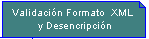 Validación Formato XML
y Desencripción